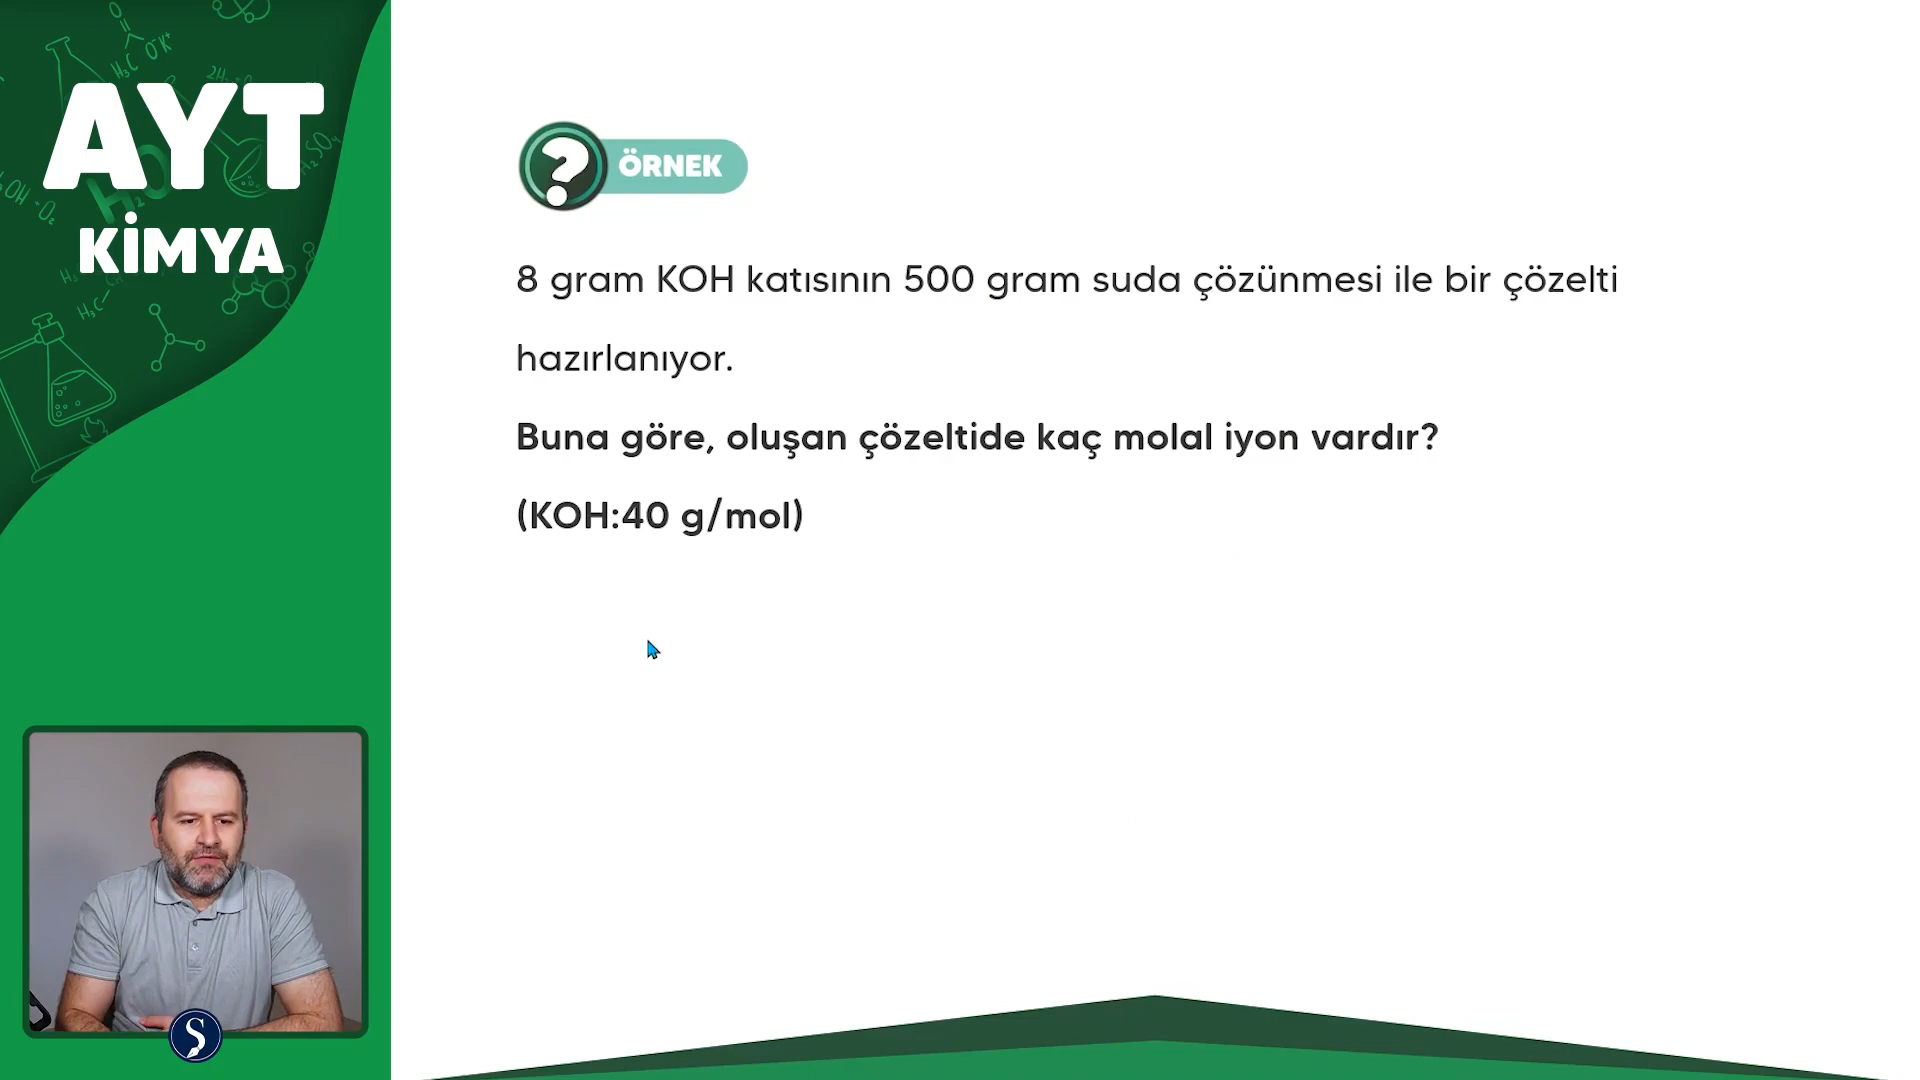 AYT
KİMYA
ÖRNEK
8 gram KOH katısının 500 gram suda çözünmesi ile bir çözelti
hazırlanıyor.
Buna göre, oluşan çözeltide kaç molal iyon vardır?
(KOH:40 g/mol)